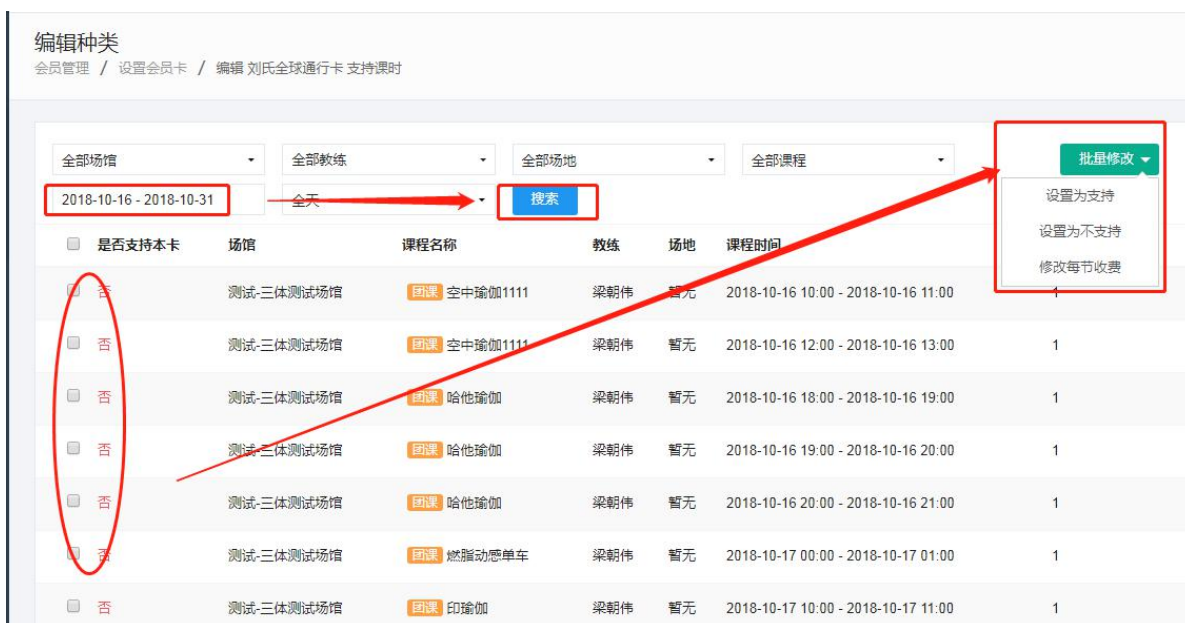 编辑种类
会员管理 / 设置会员卡 / 编辑 刘氏全球通行卡 支持课时
全部场馆 全部教练 全部场地 全部课程 批量修改
2018-10-16 - 2018-10-31 全天 搜索 设置为支持
设置为不支持
修改每节收费
是否支持本卡 场馆 课程名称 教练 场地 课程时间
否 测试-三体测试场馆 团课 空中瑜伽1111 梁朝伟 暂无 2018-10-16 10:00 - 2018-10-16 11:00 1
否 测试-三体测试场馆 团课 空中瑜伽1111 梁朝伟 暂无 2018-10-16 12:00 - 2018-10-16 13:00 1
否 测试-三体测试场馆 团课 哈他瑜伽 梁朝伟 暂无 2018-10-16 18:00 - 2018-10-16 19:00 1
否 测试-三体测试场馆 团课 哈他瑜伽 梁朝伟 暂无 2018-10-16 19:00 - 2018-10-16 20:00 1
否 测试-三体测试场馆 团课 哈他瑜伽 梁朝伟 暂无 2018-10-16 20:00 - 2018-10-16 21:00 1
否 测试-三体测试场馆 团课 燃脂动感单车 梁朝伟 暂无 2018-10-17 00:00 - 2018-10-17 01:00 1
否 测试-三体测试场馆 团课 印瑜伽 梁朝伟 暂无 2018-10-17 10:00 - 2018-10-17 11:00 1